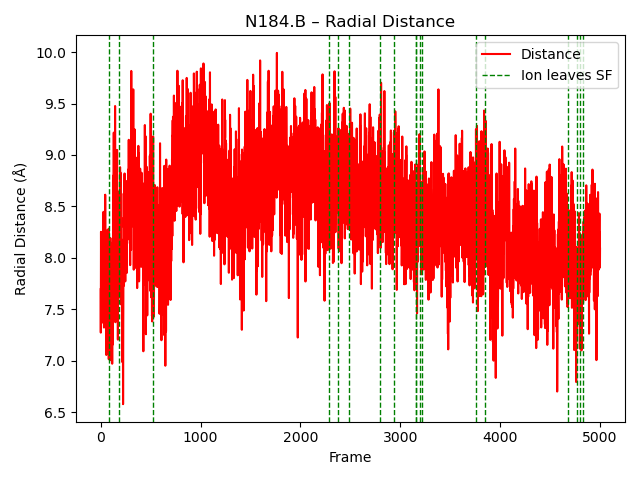 N184.B – Radial Distance
Distance
Ion leaves SF
Radial Distance (Å)
10.0
9.5
9.0
8.5
8.0
7.5
7.0
6.5
0 1000 2000 3000 4000 5000
Frame